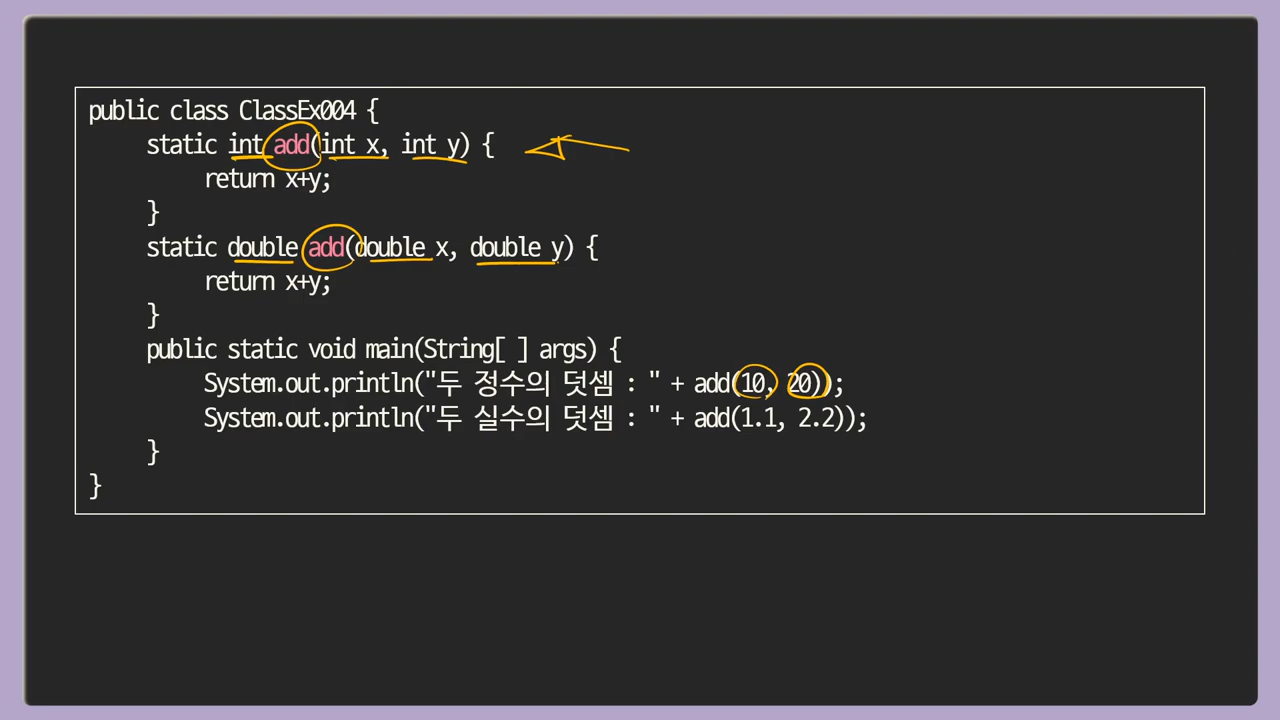 public class ClassEx004 {
static int add(int x, int y) {
return x+y;
}
static double add(double x, double y) {
return x+y;
}
public static void main(String[ ] args) {
System.out.println("두 정수의 덧셈 : " + add(10, 20));
System.out.println("두 실수의 덧셈 : " + add(1.1, 2.2));
}
}